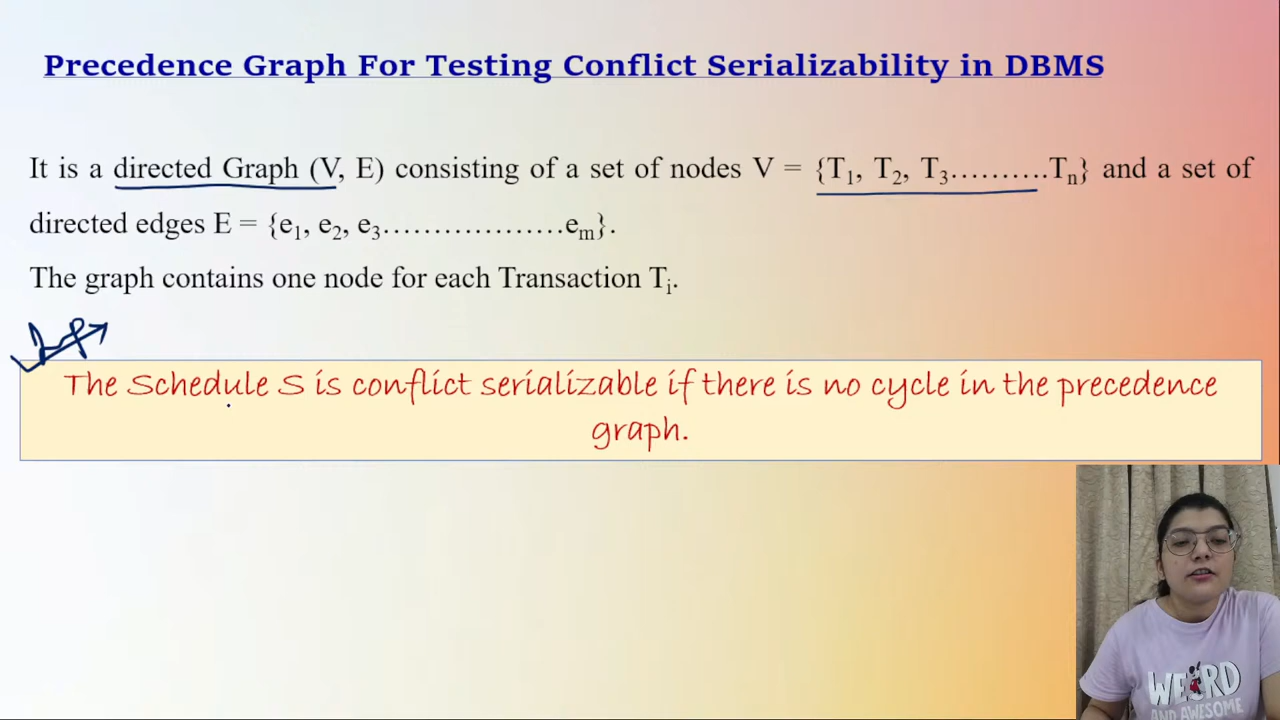 Precedence Graph For Testing Conflict Serializability in DBMS
It is a directed Graph (V, E) consisting of a set of nodes V = {T₁, T₂, T₃……….Tₙ} and a set of
directed edges E = {e₁, e₂, e₃………………eₘ}.
The graph contains one node for each Transaction Tᵢ.
The Schedule S is conflict serializable if there is no cycle in the precedence
graph.
WEIRD
AND AWESOME